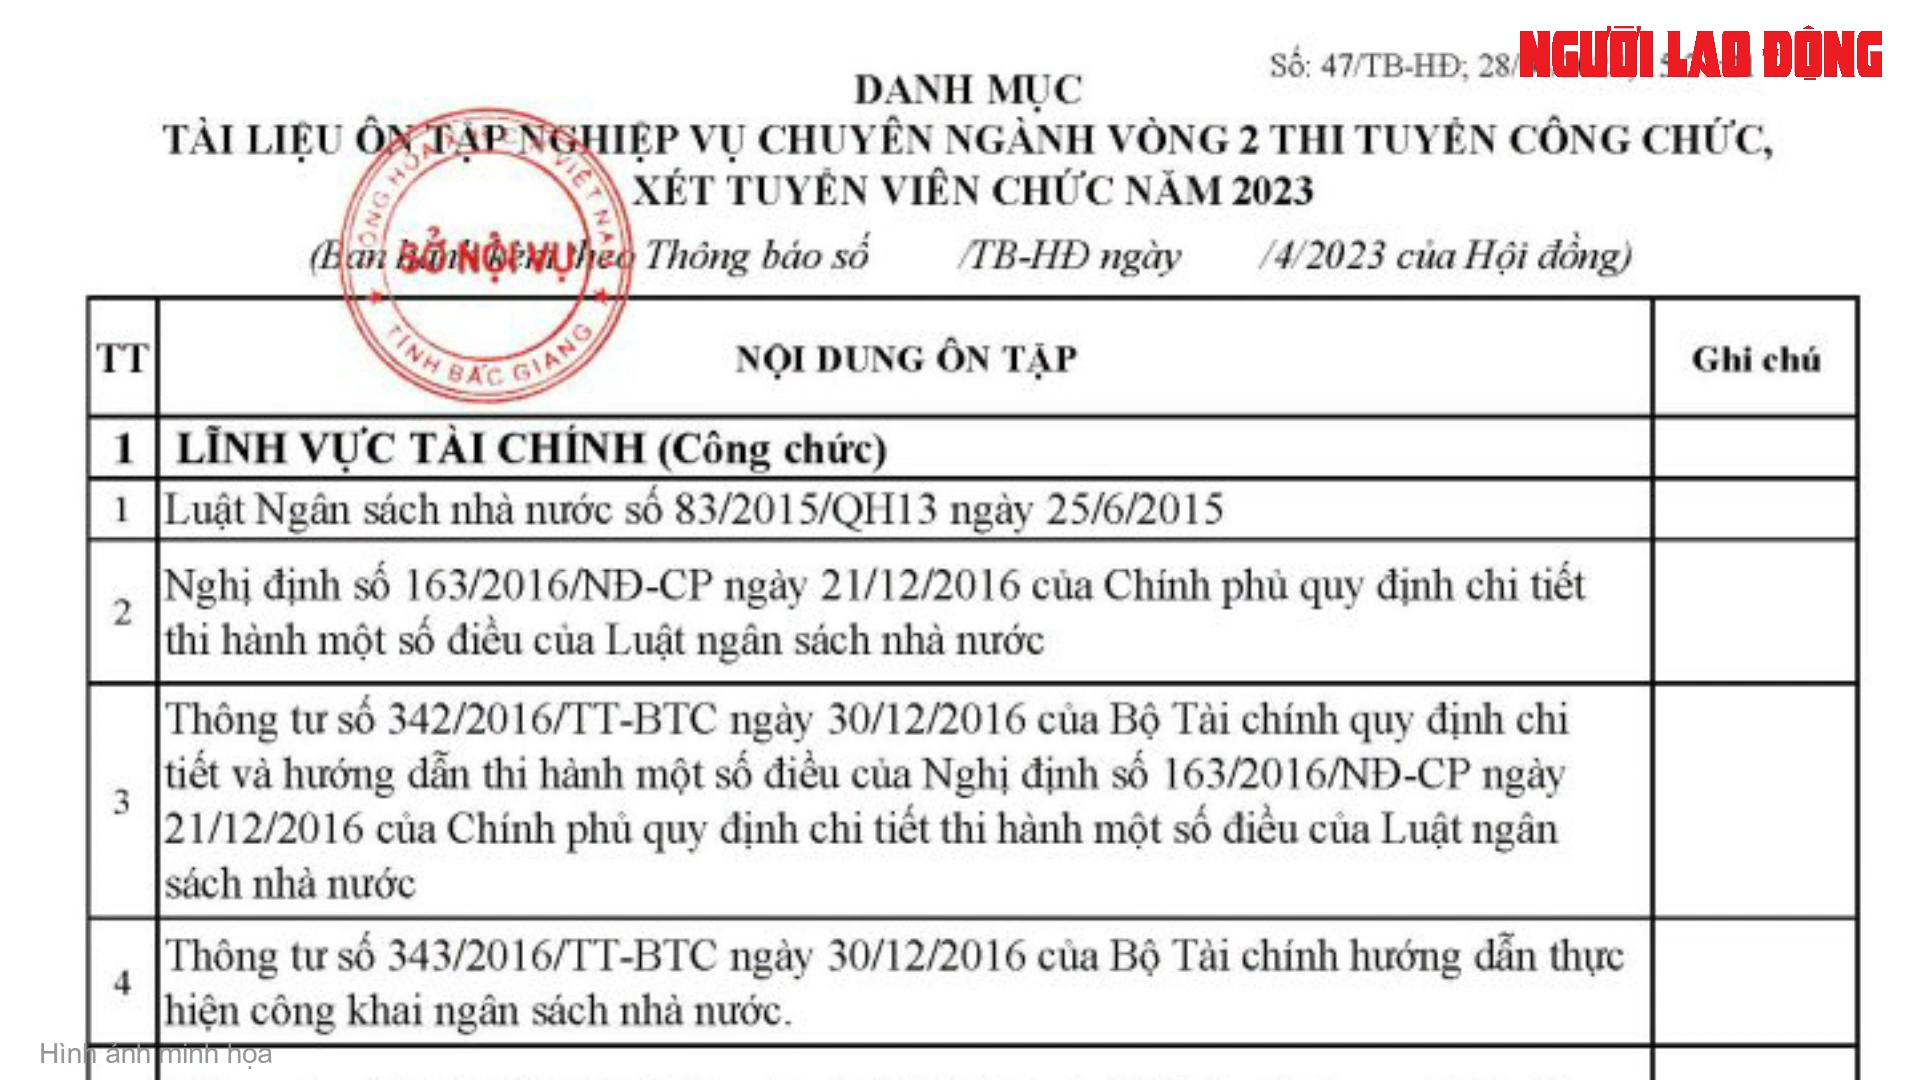 NGƯỜI LAO ĐỘNG
Số: 47/TB-HĐ; 28/
DANH MỤC
TÀI LIỆU ÔN TẬP NGHIỆP VỤ CHUYÊN NGÀNH VÒNG 2 THI TUYỂN CÔNG CHỨC,
XÉT TUYỂN VIÊN CHỨC NĂM 2023
(Ban hành kèm theo Thông báo số /TB-HĐ ngày /4/2023 của Hội đồng)
CỘNG HÒA VIỆT NAM
SỞ NỘI VỤ
TỈNH BẮC GIANG
TT NỘI DUNG ÔN TẬP Ghi chú
1 LĨNH VỰC TÀI CHÍNH (Công chức)
1 Luật Ngân sách nhà nước số 83/2015/QH13 ngày 25/6/2015
2 Nghị định số 163/2016/NĐ-CP ngày 21/12/2016 của Chính phủ quy định chi tiết
thi hành một số điều của Luật ngân sách nhà nước
3 Thông tư số 342/2016/TT-BTC ngày 30/12/2016 của Bộ Tài chính quy định chi
tiết và hướng dẫn thi hành một số điều của Nghị định số 163/2016/NĐ-CP ngày
21/12/2016 của Chính phủ quy định chi tiết thi hành một số điều của Luật ngân
sách nhà nước
4 Thông tư số 343/2016/TT-BTC ngày 30/12/2016 của Bộ Tài chính hướng dẫn thực
hiện công khai ngân sách nhà nước.
Hình ảnh minh họa